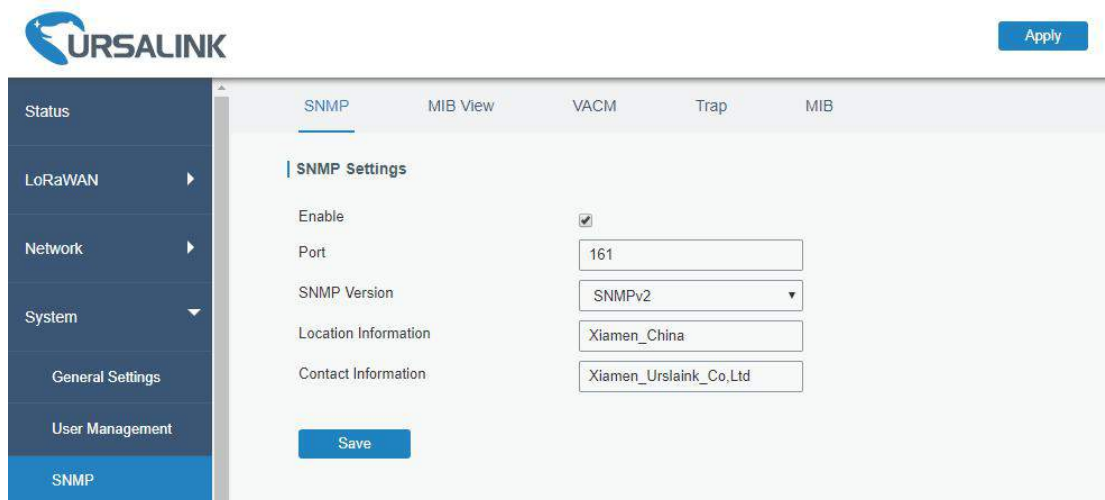 URSALINK
Apply
Status
SNMP MIB View VACM Trap MIB
SNMP Settings
LoRaWAN
Enable
Network
Port 161
SNMP Version SNMPv2
System
Location Information Xiamen_China
General Settings
Contact Information Xiamen_Urslaink_Co,Ltd
User Management
Save
SNMP